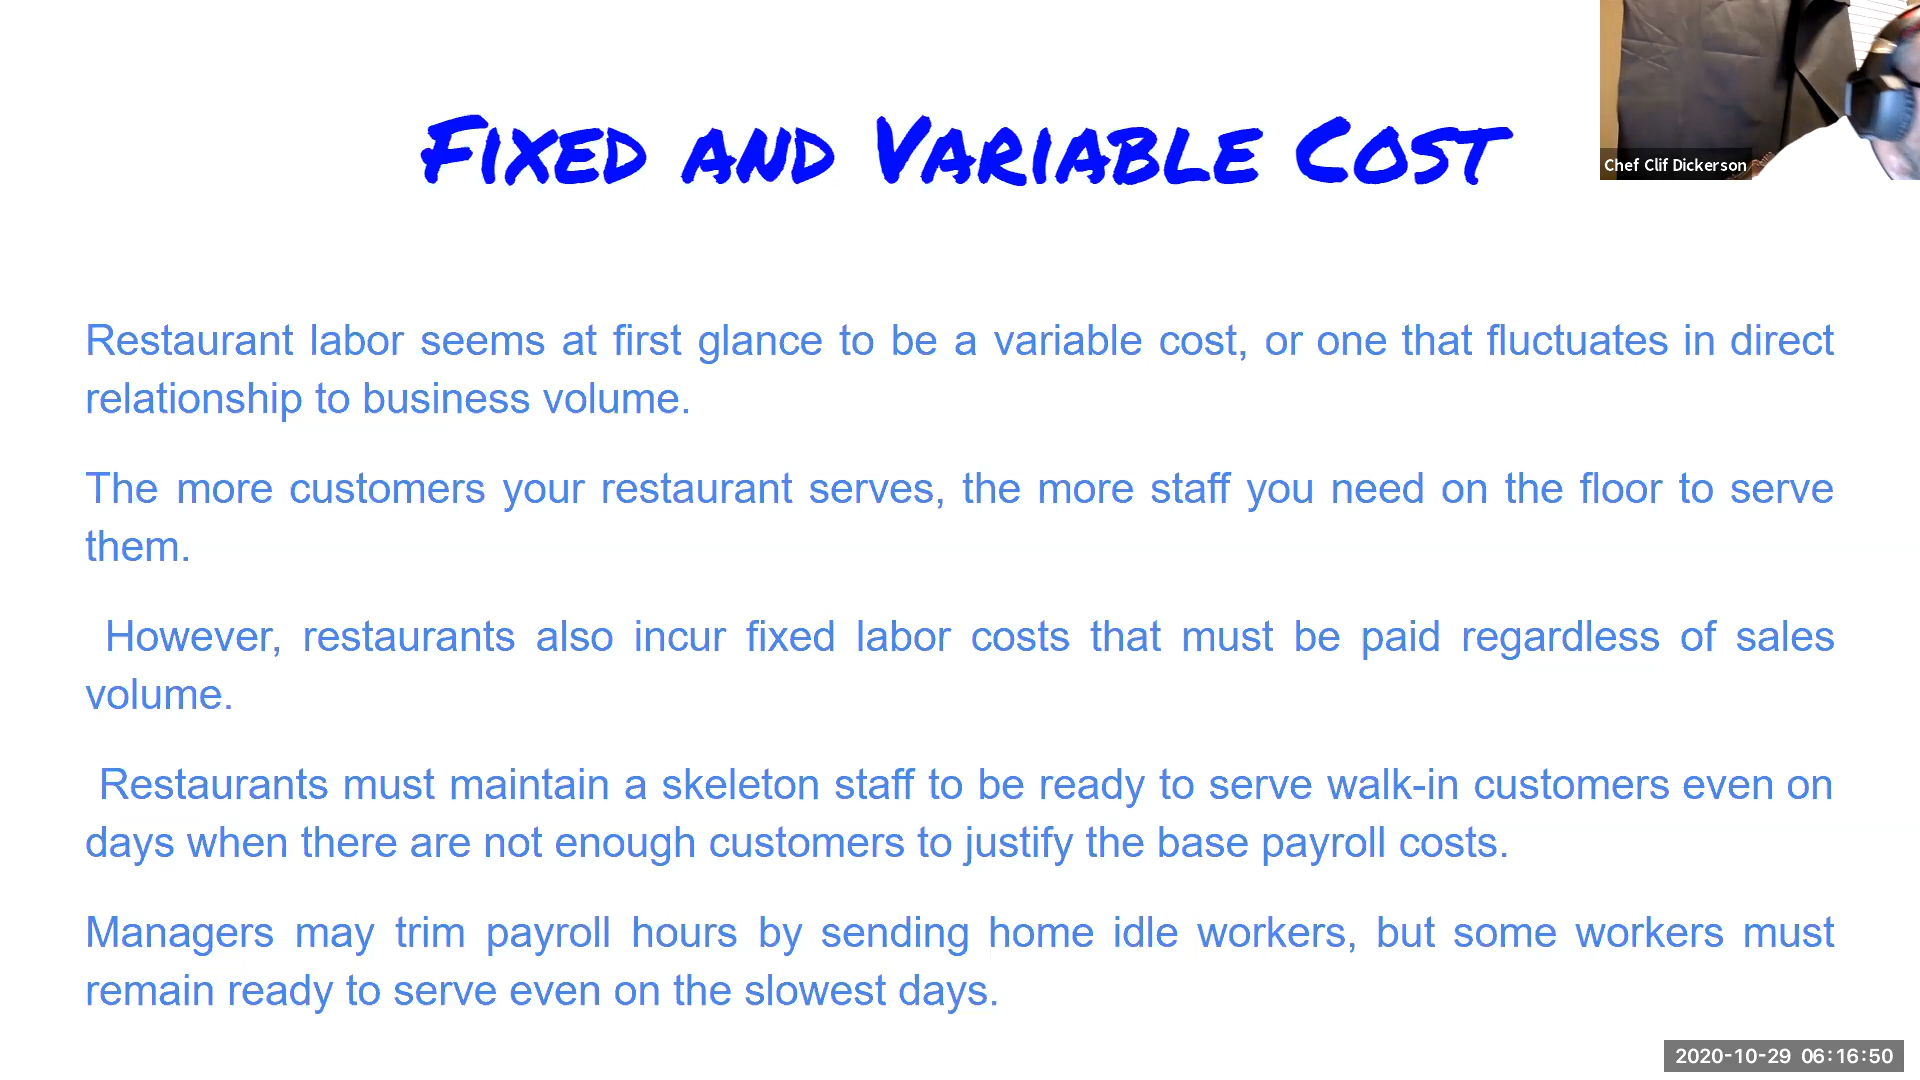 Fixed and Variable Cost
Chef Clif Dickerson
Restaurant labor seems at first glance to be a variable cost, or one that fluctuates in direct
relationship to business volume.
The more customers your restaurant serves, the more staff you need on the floor to serve
them.
However, restaurants also incur fixed labor costs that must be paid regardless of sales
volume.
Restaurants must maintain a skeleton staff to be ready to serve walk-in customers even on
days when there are not enough customers to justify the base payroll costs.
Managers may trim payroll hours by sending home idle workers, but some workers must
remain ready to serve even on the slowest days.
2020-10-29 06:16:50